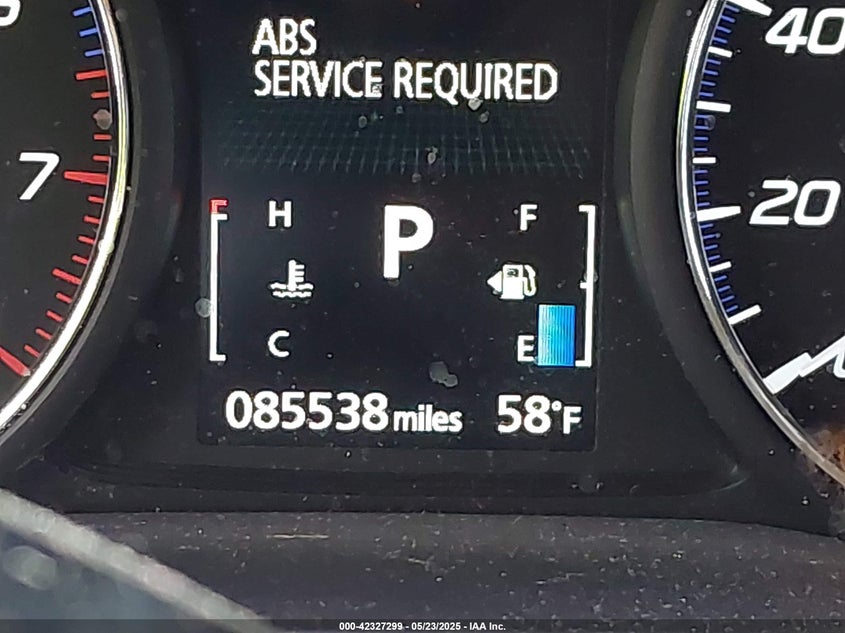 ABS
SERVICE REQUIRED
40
7
20
H
P
F
C
E
085538 miles 58°F
000-42327299 - 05/23/2025 - IAA Inc.